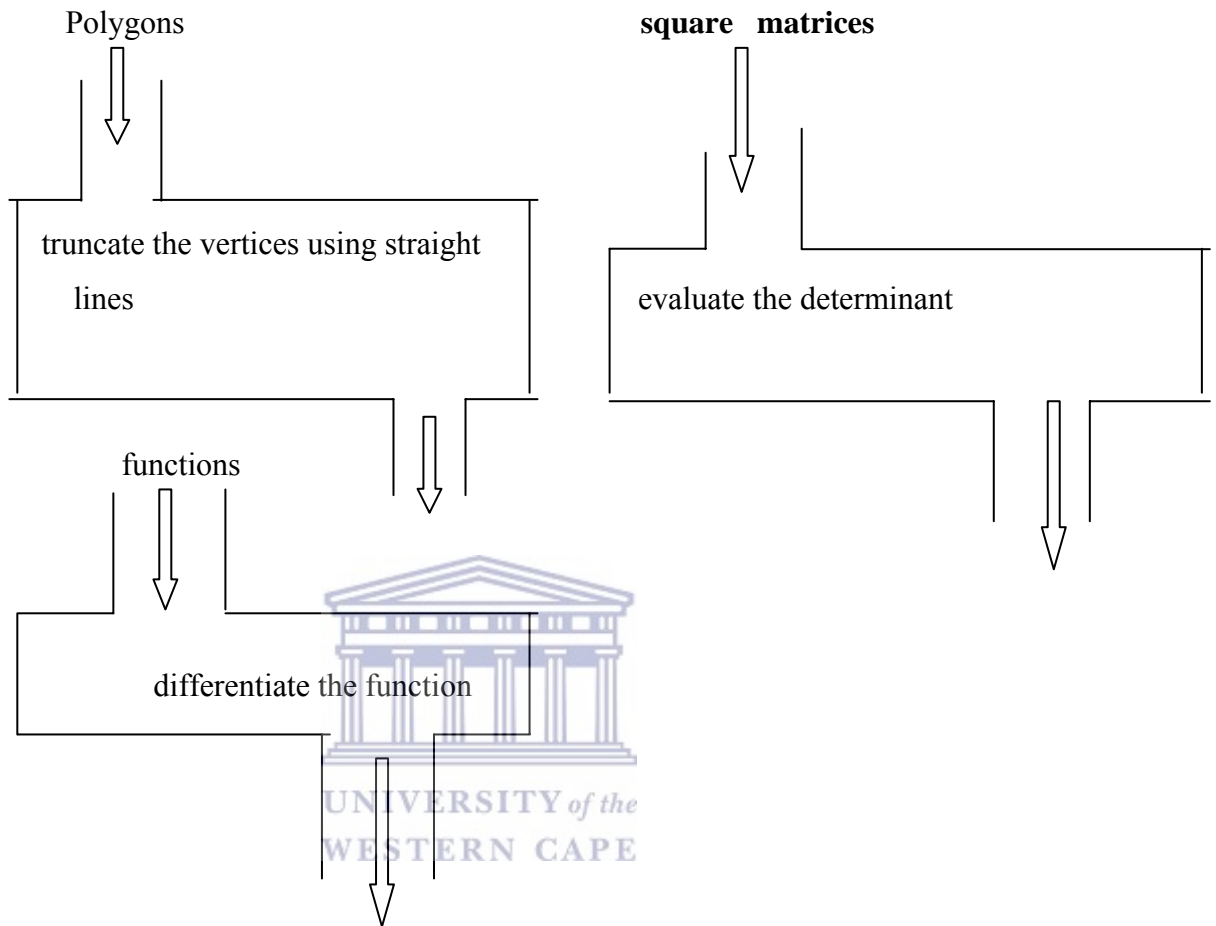 Polygons
square matrices
truncate the vertices using straight
lines
evaluate the determinant
functions
differentiate the function
UNIVERSITY of the
WESTERN CAPE